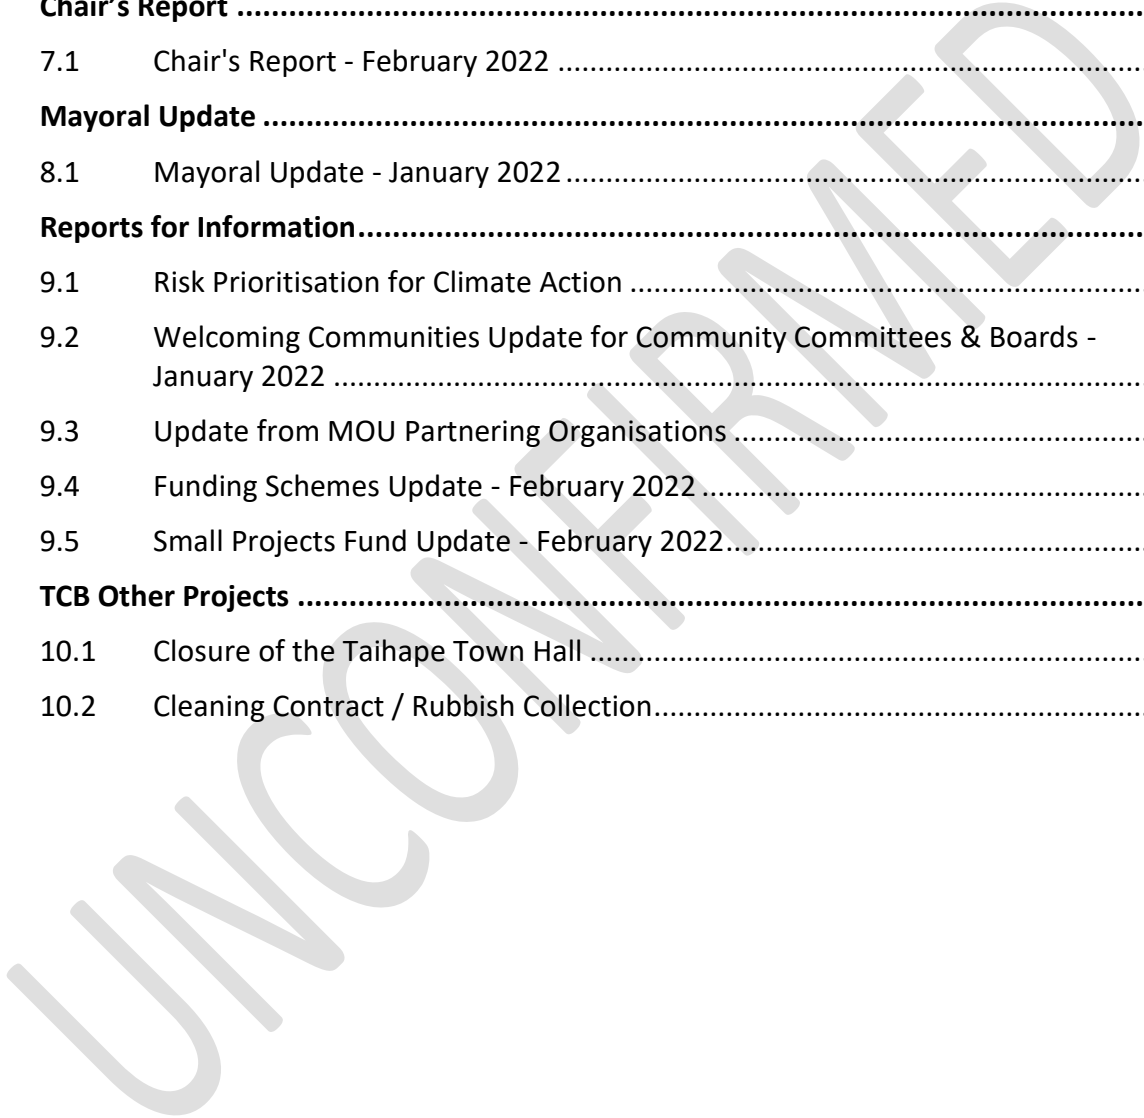 Chair's Report ................................................................
7.1 Chair's Report - February 2022 ................................................................
Mayoral Update ................................................................
8.1 Mayoral Update - January 2022 ................................................................
Reports for Information ................................................................
9.1 Risk Prioritisation for Climate Action ................................................................
9.2 Welcoming Communities Update for Community Committees & Boards -
January 2022 ................................................................
9.3 Update from MOU Partnering Organisations ................................................................
9.4 Funding Schemes Update - February 2022 ................................................................
9.5 Small Projects Fund Update - February 2022 ................................................................
TCB Other Projects ................................................................
10.1 Closure of the Taihape Town Hall ................................................................
10.2 Cleaning Contract / Rubbish Collection ................................................................
UNCONFIRMED